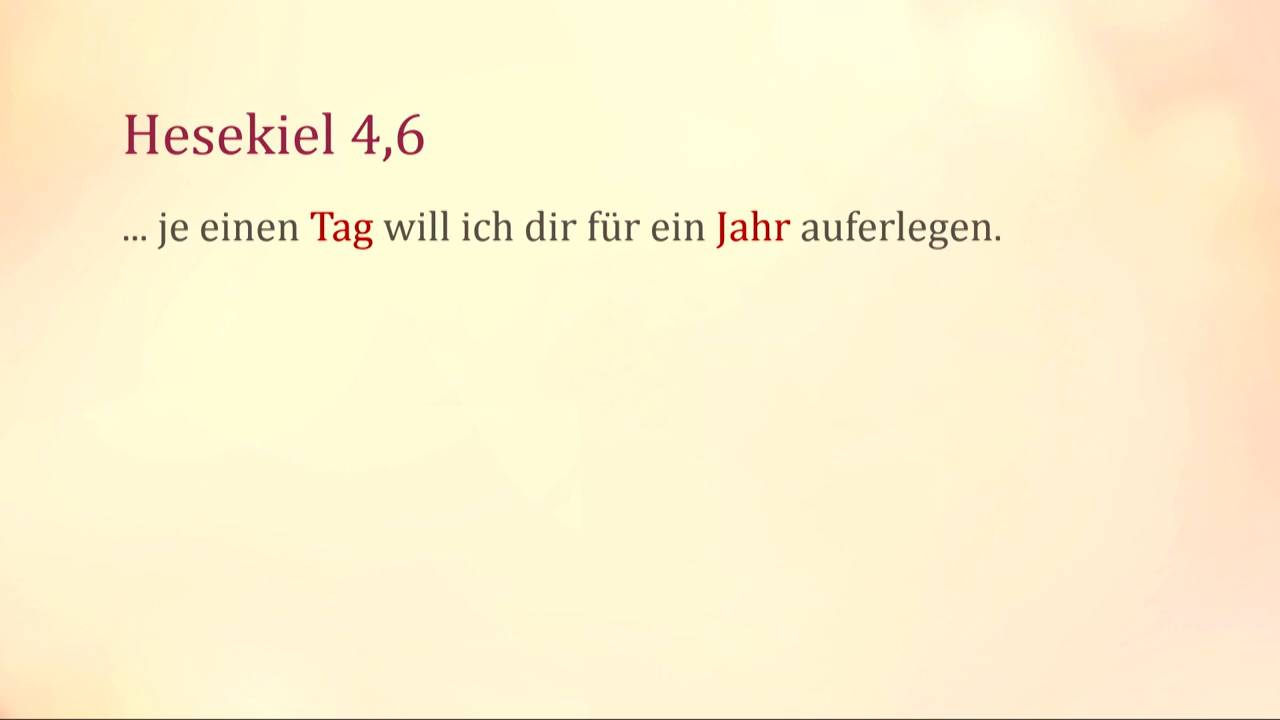 Hesekiel 4,6
... je einen Tag will ich dir für ein Jahr auferlegen.